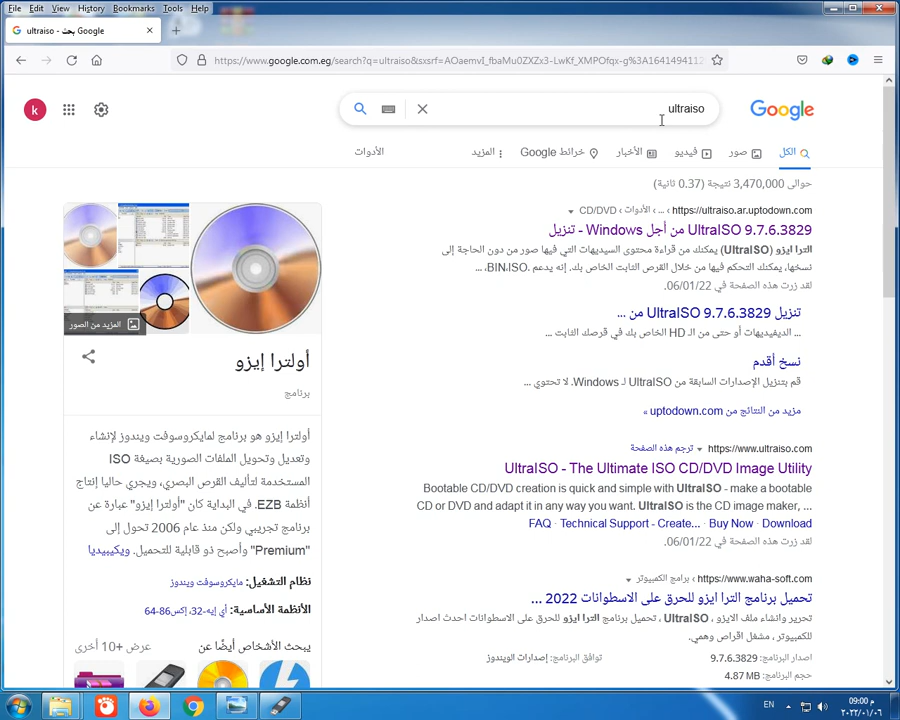 File Edit View History Bookmarks Tools Help
ultraiso - بحث Google
https://www.google.com.eg/search?q=ultraiso&sxsrf=AOaemvI_fbaMu0ZXZx3-LwKf_XMPOfqx-g%3A1641494112
k
ultraiso
Google
الكل
صور
فيديو
الأخبار
خرائط Google
المزيد
الأدوات
حوالى 3,470,000 نتيجة (0.37 ثانية)
https://ultraiso.ar.uptodown.com › ... › الأدوات › CD/DVD
UltraISO 9.7.6.3829 من أجل Windows - تنزيل
الترا ايزو (UltraISO) يمكنك من قراءة محتوى السيديهات التي فيها صور من دون الحاجة إلى
نسخها، يمكنك التحكم فيها من خلال القرص الثابت الخاص بك. إنه يدعم BIN،ISO، ...
لقد زرت هذه الصفحة في 06/01/22.
تنزيل UltraISO 9.7.6.3829 من ...
... الديفيديهات أو حتى من الـ HD الخاص بك في قرصك الثابت ...
نسخ أقدم
قم بتنزيل الإصدارات السابقة من UltraISO لـ Windows. لا تحتوي ...
مزيد من النتائج من uptodown.com »
https://www.ultraiso.com ترجم هذه الصفحة
UltraISO - The Ultimate ISO CD/DVD Image Utility
Bootable CD/DVD creation is quick and simple with UltraISO - make a bootable
CD or DVD and adapt it in any way you want. UltraISO is the CD image maker, ...
FAQ · Technical Support - Create... · Buy Now · Download
لقد زرت هذه الصفحة في 06/01/22.
https://www.waha-soft.com › برامج الكمبيوتر
تحميل برنامج الترا ايزو للحرق على الاسطوانات 2022 ...
تحرير وانشاء ملف الايزو ، UltraISO ، تحميل برنامج الترا ايزو للحرق على الاسطوانات احدث اصدار
للكمبيوتر ، مشغل اقراص وهمي.
اصدار البرنامج: 9.7.6.3829
توافق البرنامج: إصدارات الويندوز
حجم البرنامج: 4.87 MB
المزيد من الصور
أولترا إيزو
برنامج
أولترا إيزو هو برنامج لمايكروسوفت ويندوز لإنشاء
وتعديل وتحويل الملفات الصورية بصيغة ISO
المستخدمة لتأليف القرص البصري، ويجري حاليا إنتاج
أنظمة EZB. في البداية كان "أولترا إيزو" عبارة عن
برنامج تجريبي ولكن منذ عام 2006 تحول إلى
"Premium" وأصبح ذو قابلية للتحميل. ويكيبيديا
نظام التشغيل: مايكروسوفت ويندوز
الأنظمة الأساسية: أي إيه-32، إكس86-64
يبحث الأشخاص أيضًا عن
عرض +10 أخرى
EN
09:00 م
٢٠٢٢/٠١/٠٦